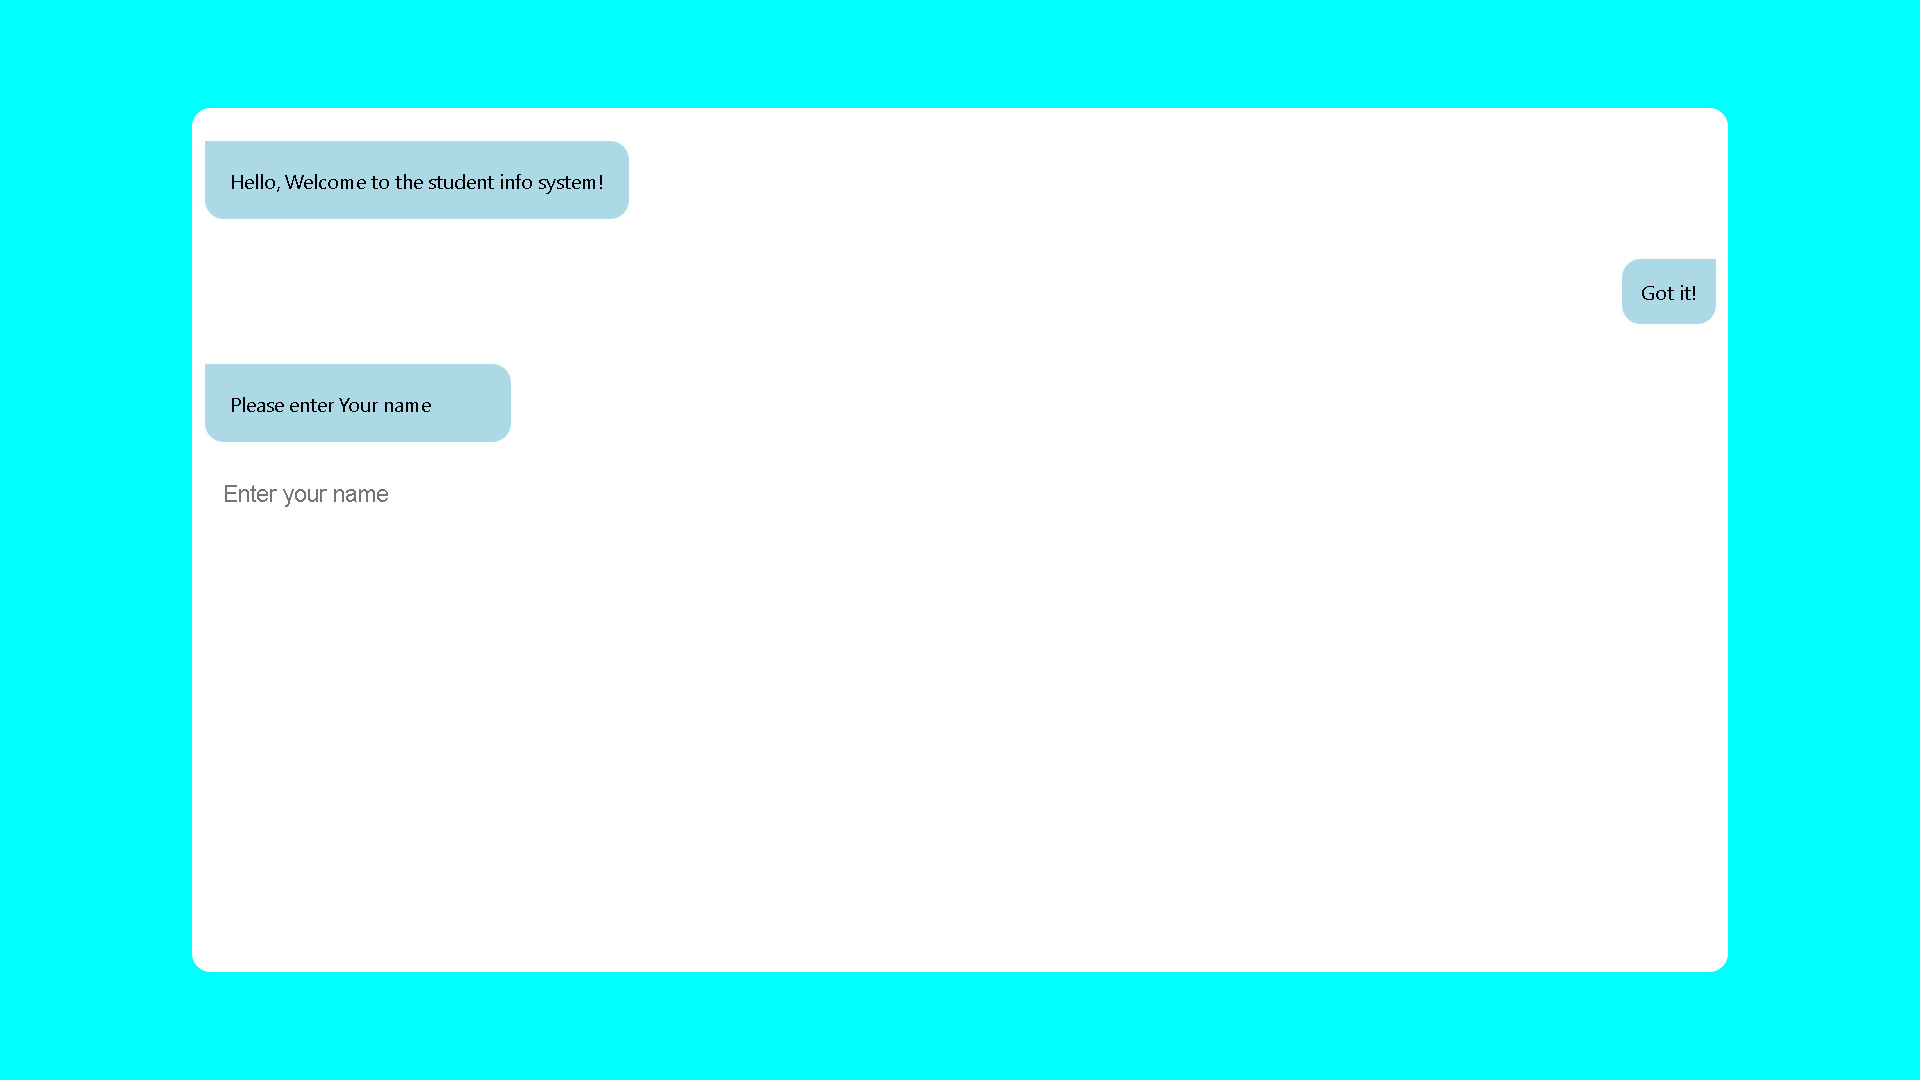 Hello, Welcome to the student info system!
Got it!
Please enter Your name
Enter your name